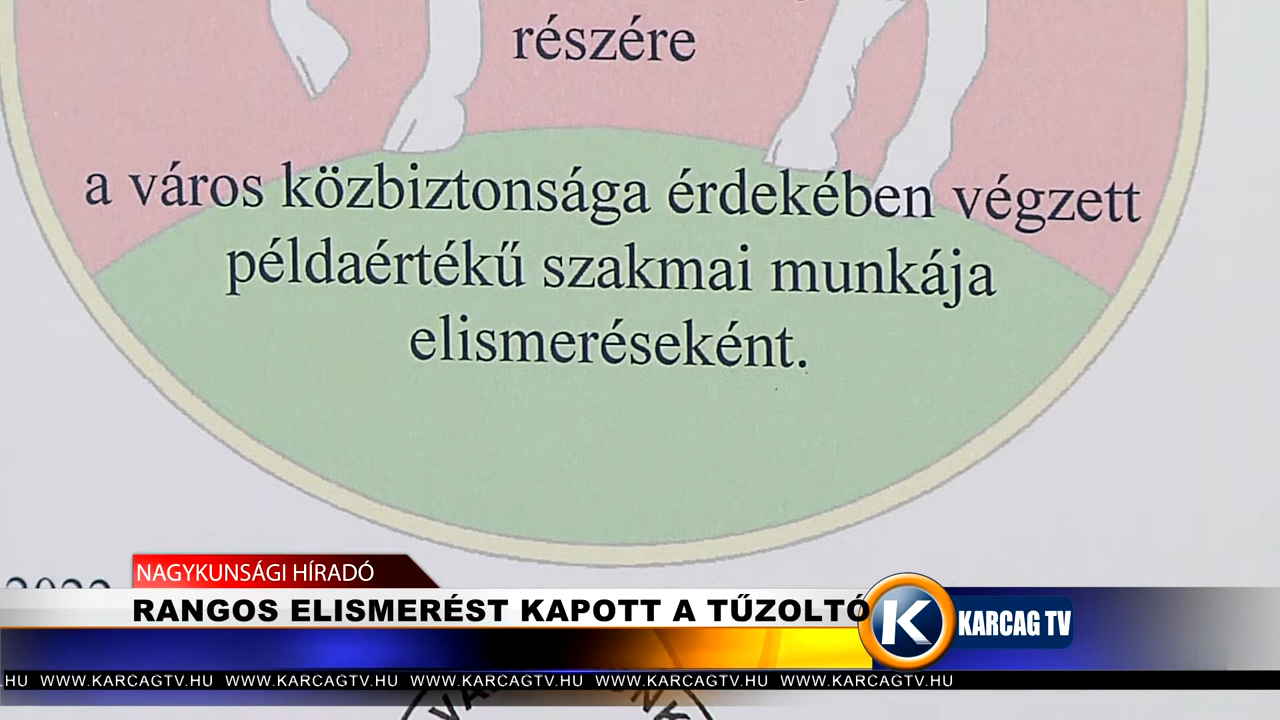 részére
a város közbiztonsága érdekében végzett
példaértékű szakmai munkája
elismeréseként.
NAGYKUNSÁGI HÍRADÓ
RANGOS ELISMERÉST KAPOTT A TŰZOLTÓ
K KARCAG TV
.HU WWW.KARCAGTV.HU WWW.KARCAGTV.HU WWW.KARCAGTV.HU WWW.KARCAGTV.HU WWW.KARCAGTV.HU